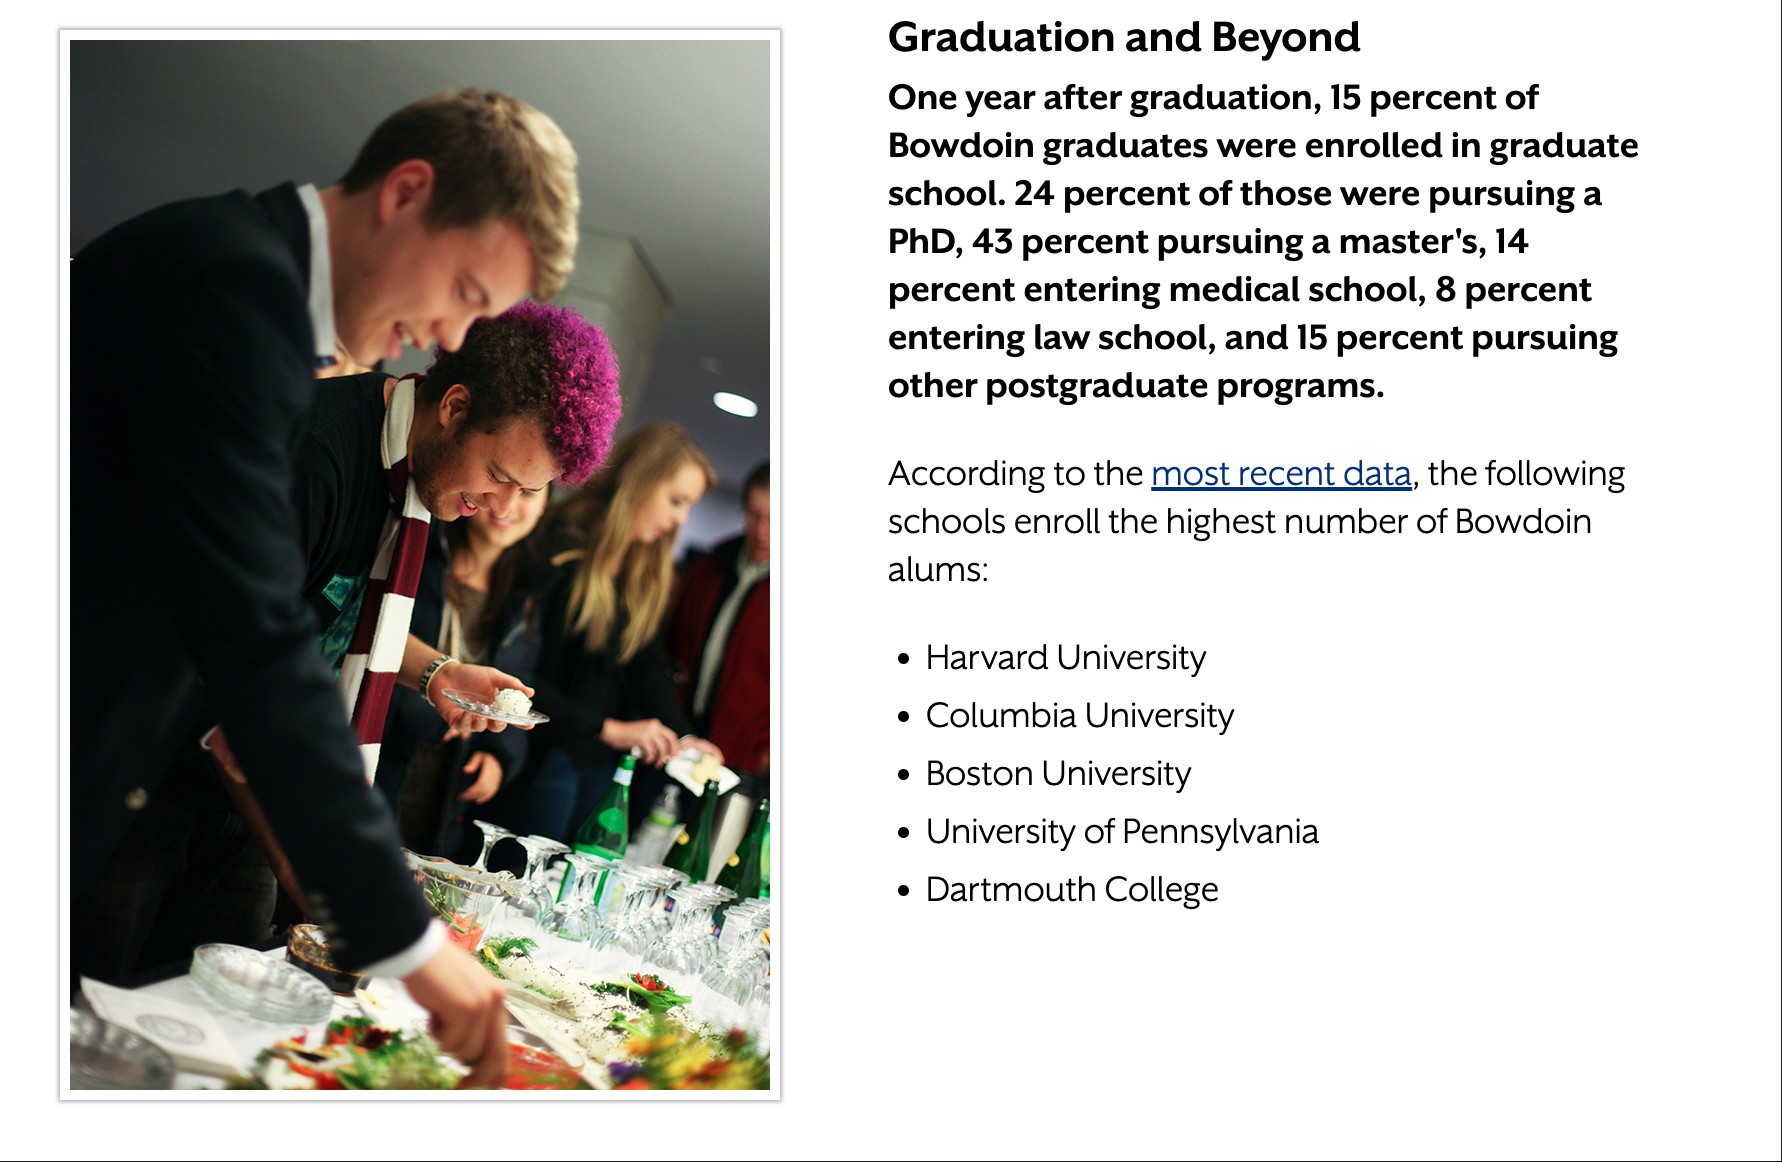 Graduation and Beyond
One year after graduation, 15 percent of
Bowdoin graduates were enrolled in graduate
school. 24 percent of those were pursuing a
PhD, 43 percent pursuing a master's, 14
percent entering medical school, 8 percent
entering law school, and 15 percent pursuing
other postgraduate programs.
According to the most recent data, the following
schools enroll the highest number of Bowdoin
alums:
• Harvard University
• Columbia University
• Boston University
• University of Pennsylvania
• Dartmouth College